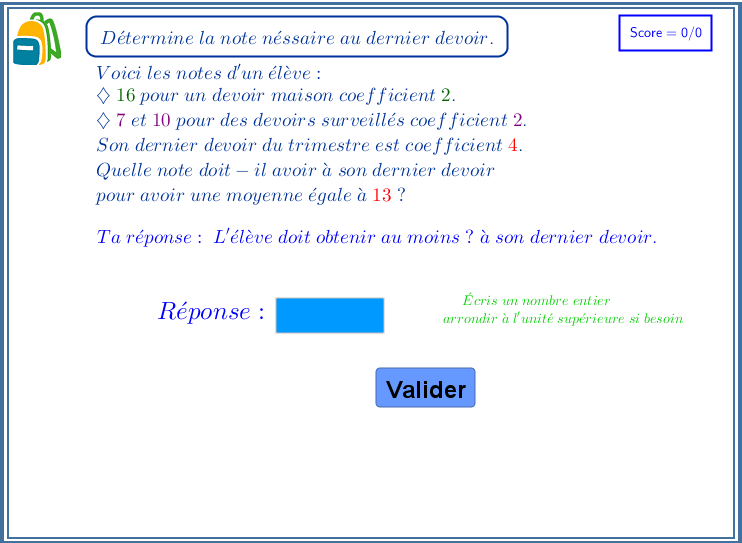 Détermine la note néssaire au dernier devoir.
Score = 0/0
Voici les notes d'un élève :
♢ 16 pour un devoir maison coefficient 2.
♢ 7 et 10 pour des devoirs surveillés coefficient 2.
Son dernier devoir du trimestre est coefficient 4.
Quelle note doit − il avoir à son dernier devoir
pour avoir une moyenne égale à 13 ?
Ta réponse : L'élève doit obtenir au moins ? à son dernier devoir.
Réponse :
Écris un nombre entier
arrondir à l'unité supérieure si besoin
Valider